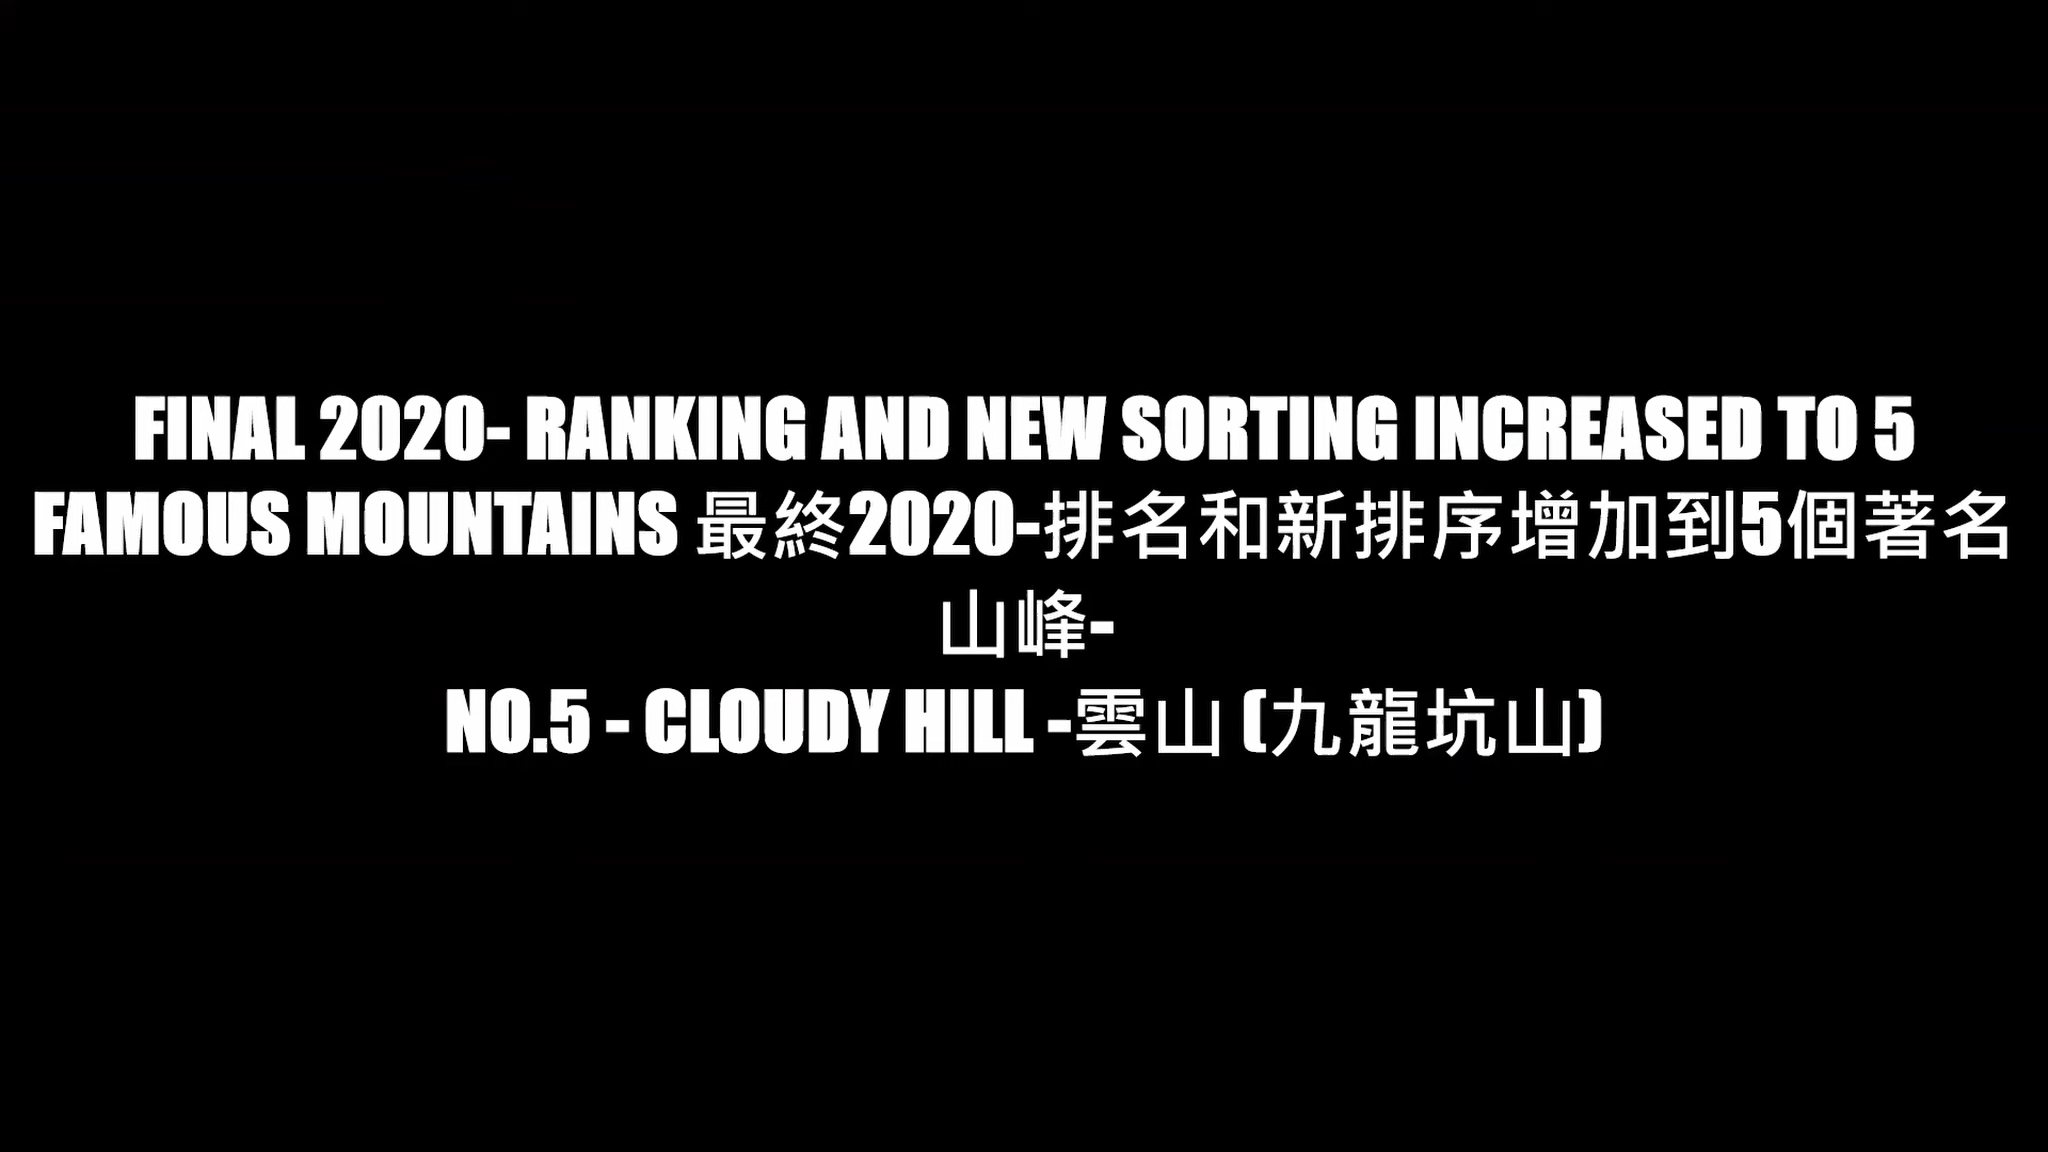 FINAL 2020- RANKING AND NEW SORTING INCREASED TO 5
FAMOUS MOUNTAINS 最終2020-排名和新排序增加到5個著名
山峰-
NO.5 - CLOUDY HILL -雲山 (九龍坑山)